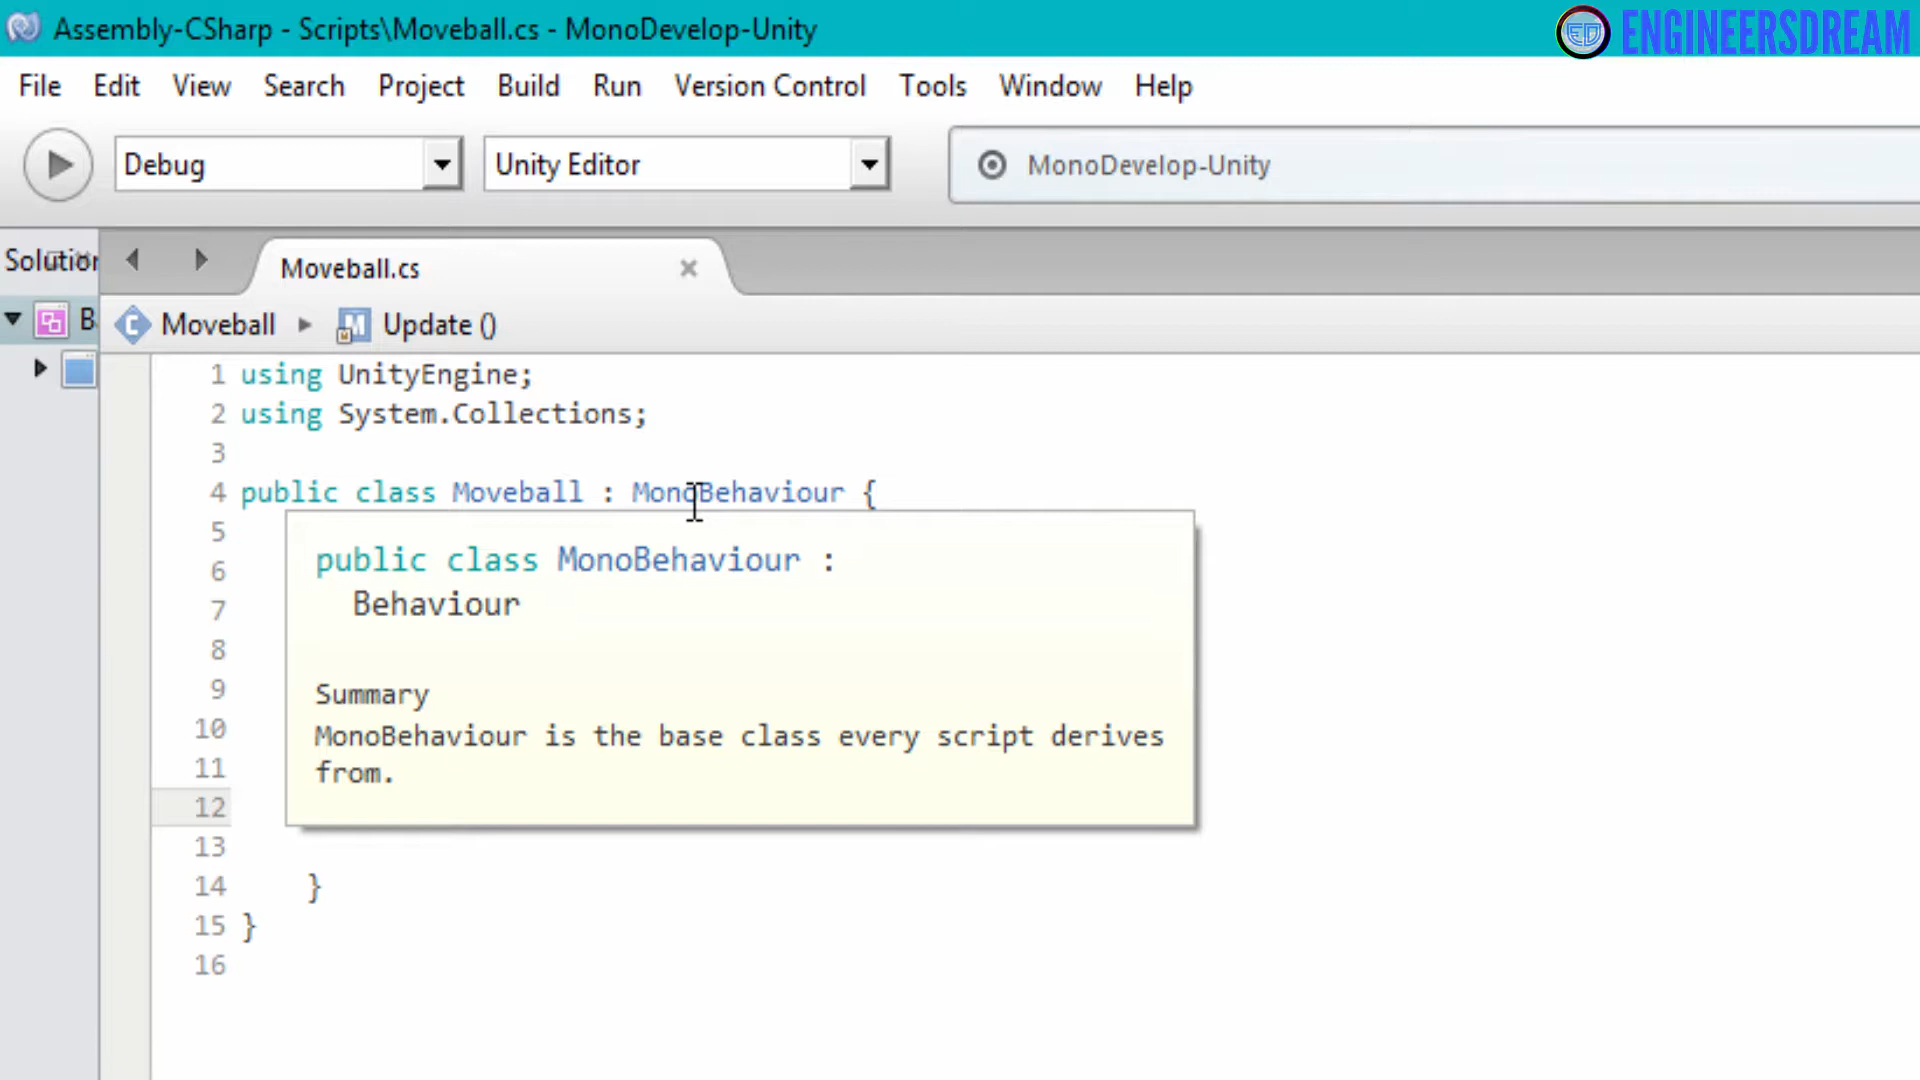 Assembly-CSharp - Scripts\Moveball.cs - MonoDevelop-Unity
ED ENGINEERSDREAM
File Edit View Search Project Build Run Version Control Tools Window Help
Debug Unity Editor MonoDevelop-Unity
Moveball.cs
Moveball Update ()
1 using UnityEngine;
2 using System.Collections;
3
4 public class Moveball : MonoBehaviour {
5
public class MonoBehaviour :
6
Behaviour
7
8
Summary
9
MonoBehaviour is the base class every script derives
10
from.
11
12
13
14 }
15 }
16